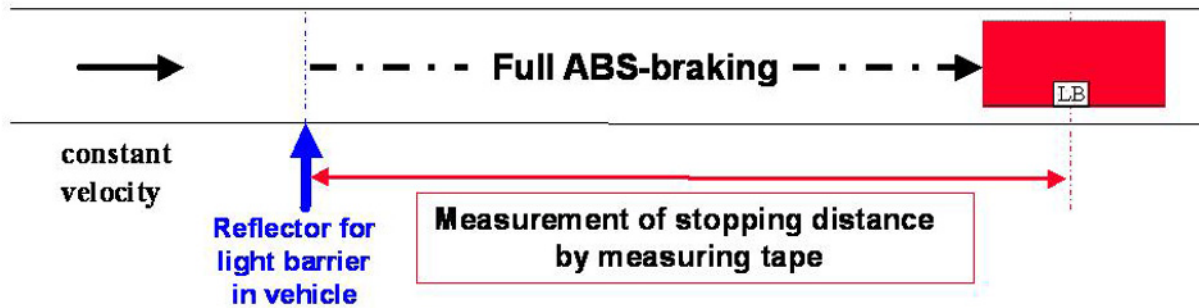 Full ABS-braking
LB
constant
velocity
Reflector for
light barrier
in vehicle
Measurement of stopping distance
by measuring tape